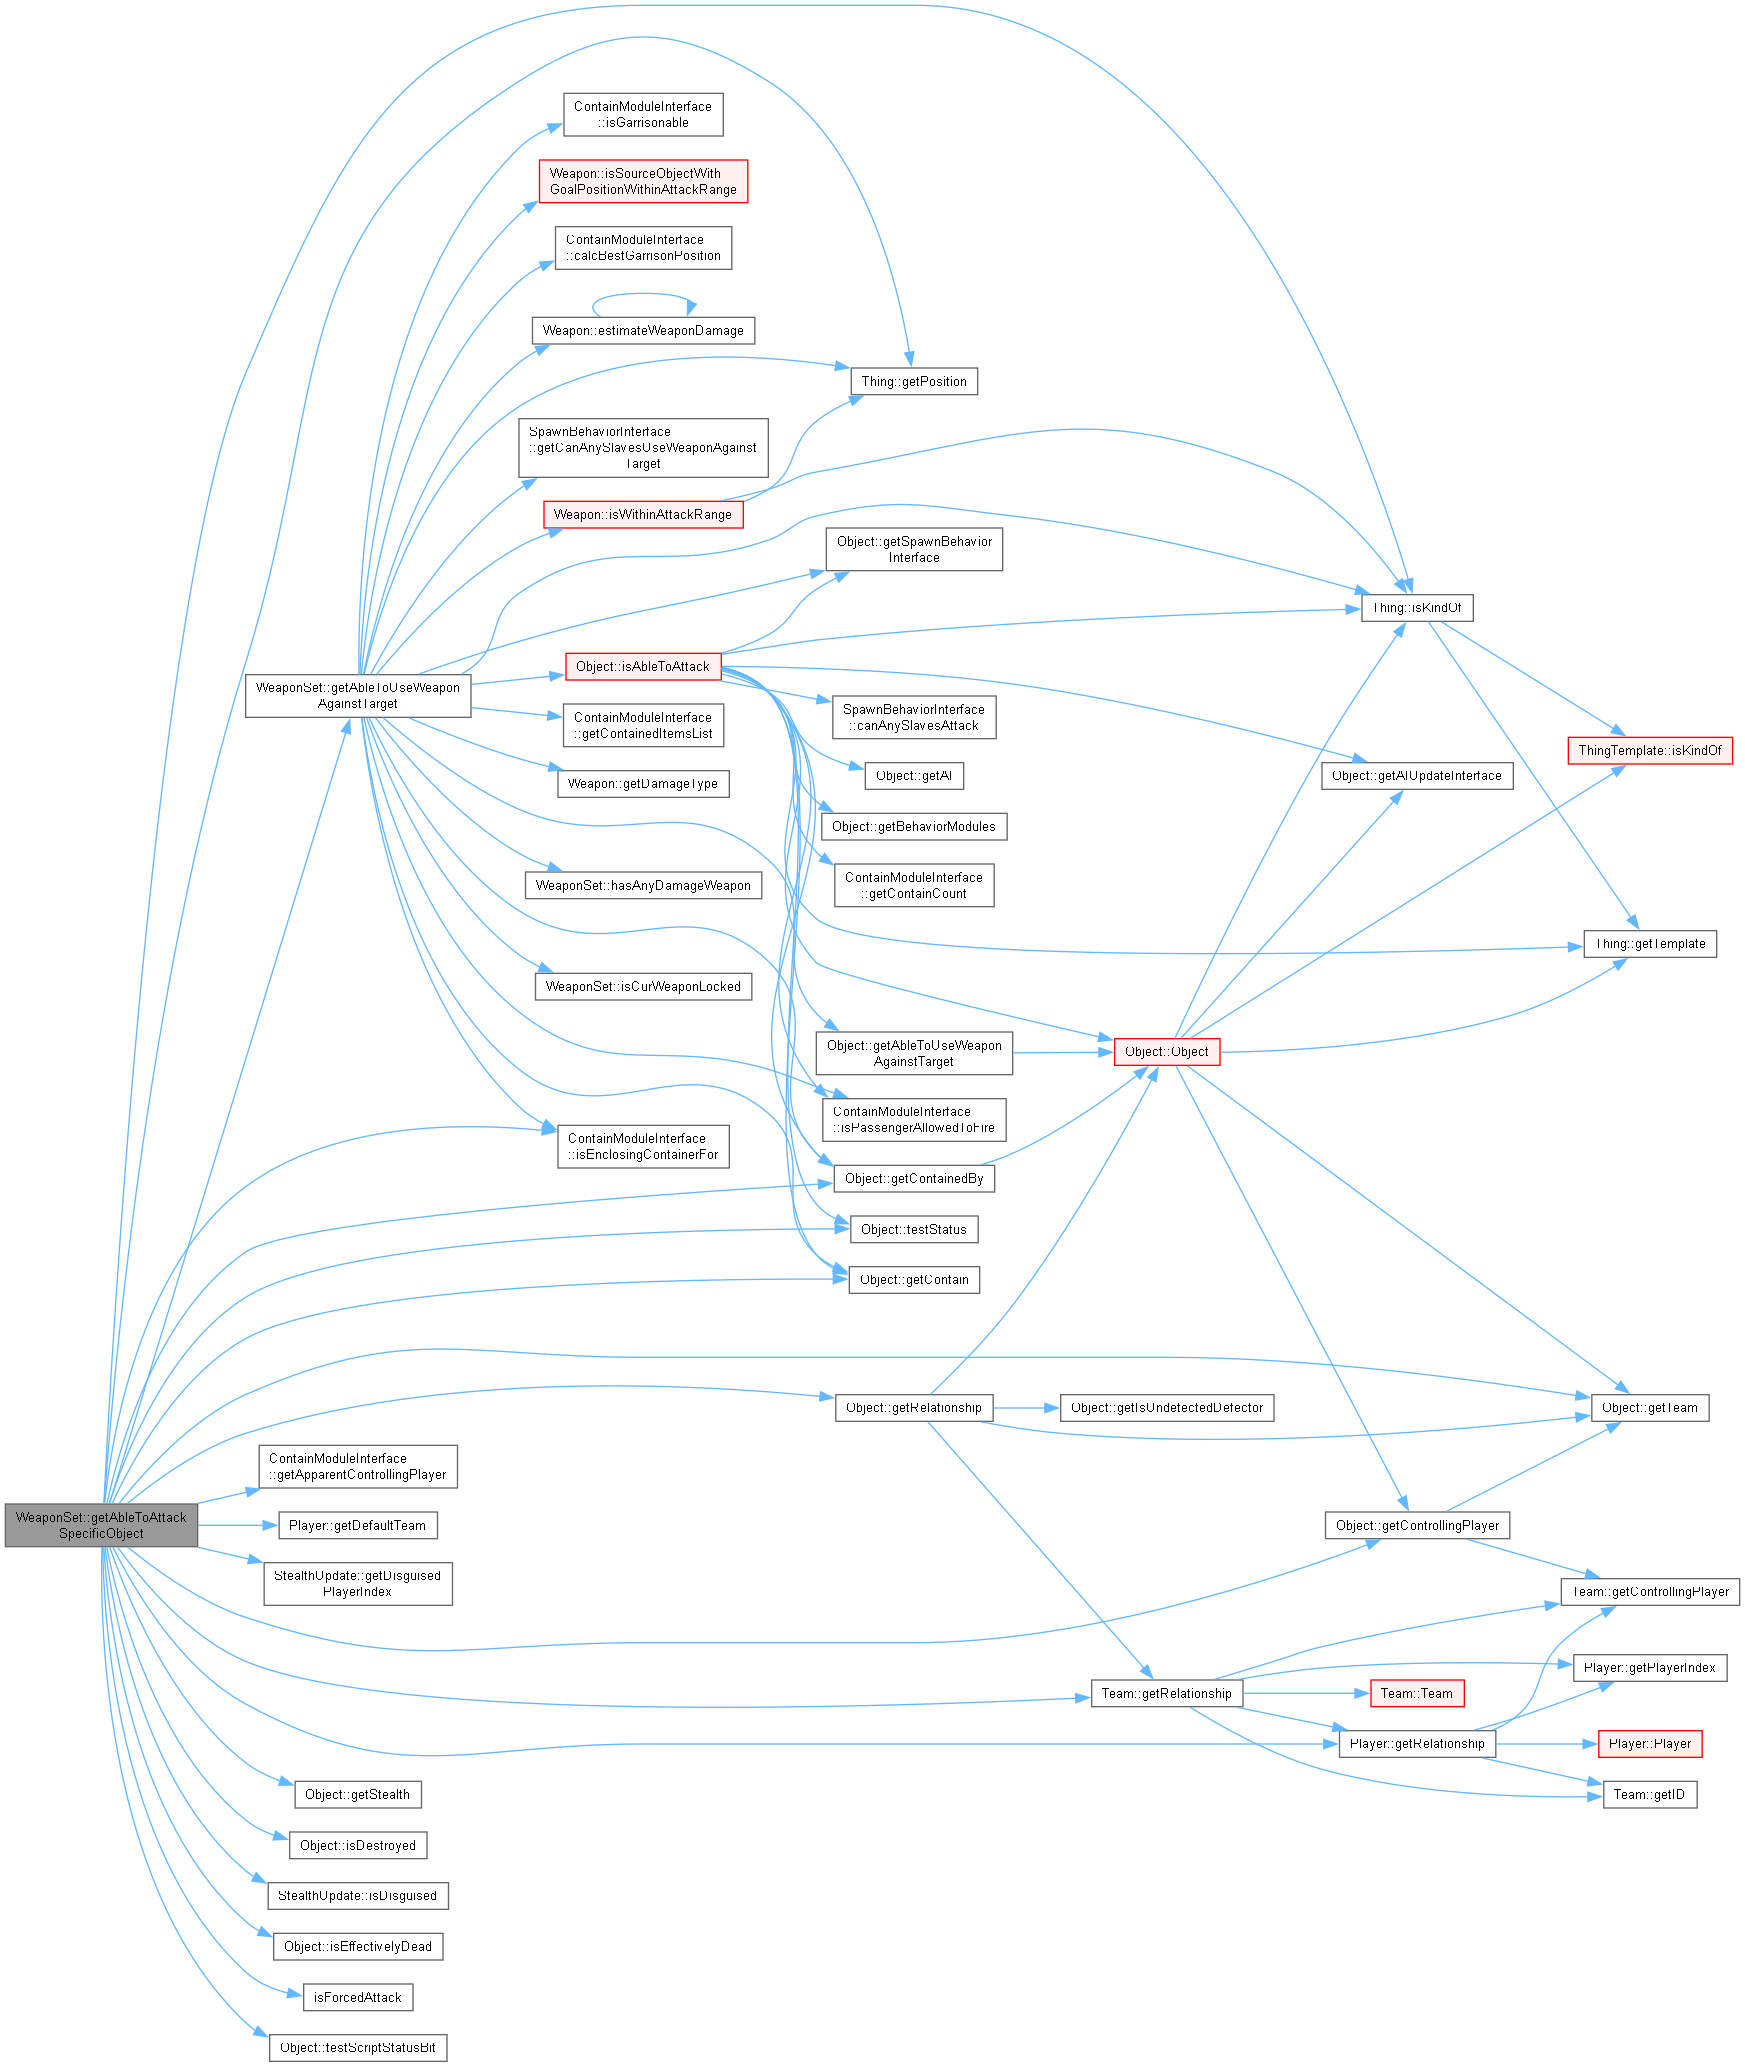 ContainModuleInterface
::isGarrisonable
Weapon::isSourceObjectWith
GoalPositionWithinAttackRange
ContainModuleInterface
::calcBestGarrisonPosition
Weapon::estimateWeaponDamage
Thing::getPosition
SpawnBehaviorInterface
::getCanAnySlavesUseWeaponAgainst
Target
Weapon::isWithinAttackRange
Object::getSpawnBehavior
Interface
Thing::isKindOf
Object::isAbleToAttack
WeaponSet::getAbleToUseWeapon
AgainstTarget
SpawnBehaviorInterface
::canAnySlavesAttack
ContainModuleInterface
::getContainedItemsList
ThingTemplate::isKindOf
Object::getAI
Object::getAIUpdateInterface
Weapon::getDamageType
Object::getBehaviorModules
WeaponSet::hasAnyDamageWeapon
ContainModuleInterface
::getContainCount
Thing::getTemplate
WeaponSet::isCurWeaponLocked
Object::getAbleToUseWeapon
AgainstTarget
Object::Object
ContainModuleInterface
::isPassengerAllowedToFire
ContainModuleInterface
::isEnclosingContainerFor
Object::getContainedBy
Object::testStatus
Object::getContain
Object::getRelationship
Object::getIsUndetectedDefector
Object::getTeam
ContainModuleInterface
::getApparentControllingPlayer
WeaponSet::getAbleToAttack
SpecificObject
Player::getDefaultTeam
Object::getControllingPlayer
StealthUpdate::getDisguised
PlayerIndex
Team::getControllingPlayer
Player::getPlayerIndex
Team::getRelationship
Team::Team
Player::getRelationship
Player::Player
Object::getStealth
Team::getID
Object::isDestroyed
StealthUpdate::isDisguised
Object::isEffectivelyDead
isForcedAttack
Object::testScriptStatusBit